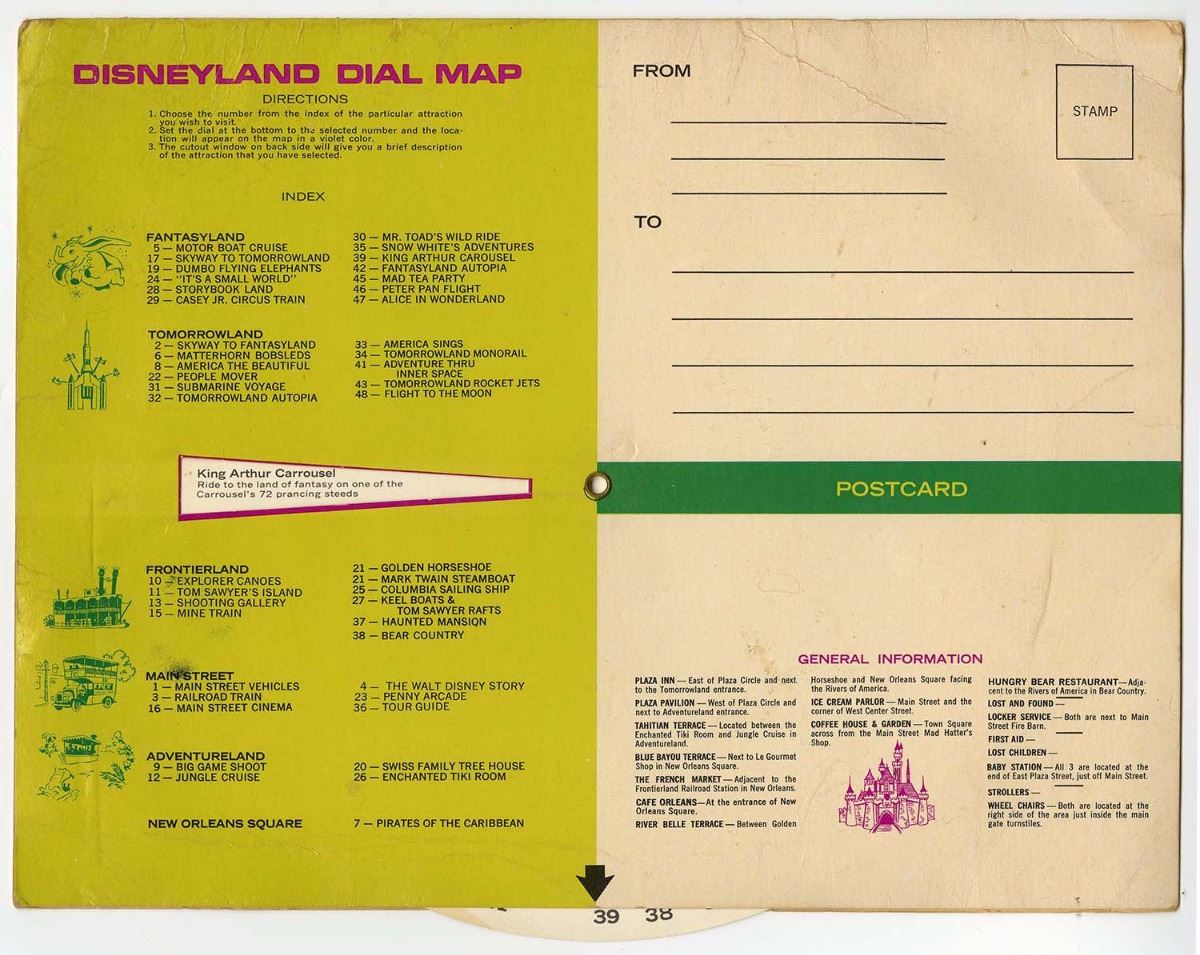 DISNEYLAND DIAL MAP
DIRECTIONS
1. Choose the number from the index of the particular attraction
you wish to visit.
2. Set the dial at the bottom to the selected number and the loca-
tion will appear on the map in a violet color.
3. The cutout window on back side will give you a brief description
of the attraction that you have selected.
INDEX
FANTASYLAND
5 — MOTOR BOAT CRUISE
17 — SKYWAY TO TOMORROWLAND
19 — DUMBO FLYING ELEPHANTS
24 — "IT'S A SMALL WORLD"
28 — STORYBOOK LAND
29 — CASEY JR. CIRCUS TRAIN
30 — MR. TOAD'S WILD RIDE
35 — SNOW WHITE'S ADVENTURES
39 — KING ARTHUR CAROUSEL
42 — FANTASYLAND AUTOPIA
45 — MAD TEA PARTY
46 — PETER PAN FLIGHT
47 — ALICE IN WONDERLAND
TOMORROWLAND
2 — SKYWAY TO FANTASYLAND
6 — MATTERHORN BOBSLEDS
8 — AMERICA THE BEAUTIFUL
22 — PEOPLE MOVER
31 — SUBMARINE VOYAGE
32 — TOMORROWLAND AUTOPIA
33 — AMERICA SINGS
34 — TOMORROWLAND MONORAIL
41 — ADVENTURE THRU
INNER SPACE
43 — TOMORROWLAND ROCKET JETS
48 — FLIGHT TO THE MOON
King Arthur Carrousel
Ride to the land of fantasy on one of the
Carrousel's 72 prancing steeds
FRONTIERLAND
10 — EXPLORER CANOES
11 — TOM SAWYER'S ISLAND
13 — SHOOTING GALLERY
15 — MINE TRAIN
21 — GOLDEN HORSESHOE
21 — MARK TWAIN STEAMBOAT
25 — COLUMBIA SAILING SHIP
27 — KEEL BOATS &
TOM SAWYER RAFTS
37 — HAUNTED MANSION
38 — BEAR COUNTRY
MAIN STREET
1 — MAIN STREET VEHICLES
3 — RAILROAD TRAIN
16 — MAIN STREET CINEMA
4 — THE WALT DISNEY STORY
23 — PENNY ARCADE
36 — TOUR GUIDE
ADVENTURELAND
9 — BIG GAME SHOOT
12 — JUNGLE CRUISE
20 — SWISS FAMILY TREE HOUSE
26 — ENCHANTED TIKI ROOM
NEW ORLEANS SQUARE
7 — PIRATES OF THE CARIBBEAN
FROM
STAMP
TO
POSTCARD
GENERAL INFORMATION
PLAZA INN — East of Plaza Circle and next
to the Tomorrowland entrance.
PLAZA PAVILION — West of Plaza Circle and
next to Adventureland entrance.
TAHITIAN TERRACE — Located between the
Enchanted Tiki Room and Jungle Cruise in
Adventureland.
BLUE BAYOU TERRACE — Next to Le Gourmet
Shop in New Orleans Square.
THE FRENCH MARKET — Adjacent to the
Frontierland Railroad Station in New Orleans.
CAFE ORLEANS — At the entrance of New
Orleans Square.
RIVER BELLE TERRACE — Between Golden
Horseshoe and New Orleans Square facing
the Rivers of America.
ICE CREAM PARLOR — Main Street and the
corner of West Center Street.
COFFEE HOUSE & GARDEN — Town Square
across from the Main Street Mad Hatter's
Shop.
HUNGRY BEAR RESTAURANT — Adja-
cent to the Rivers of America in Bear Country.
LOST AND FOUND —
LOCKER SERVICE — Both are next to Main
Street Fire Barn.
FIRST AID —
LOST CHILDREN —
BABY STATION — All 3 are located at the
end of East Plaza Street, just off Main Street.
STROLLERS —
WHEEL CHAIRS — Both are located at the
right side of the area just inside the main
gate turnstiles.
39 38